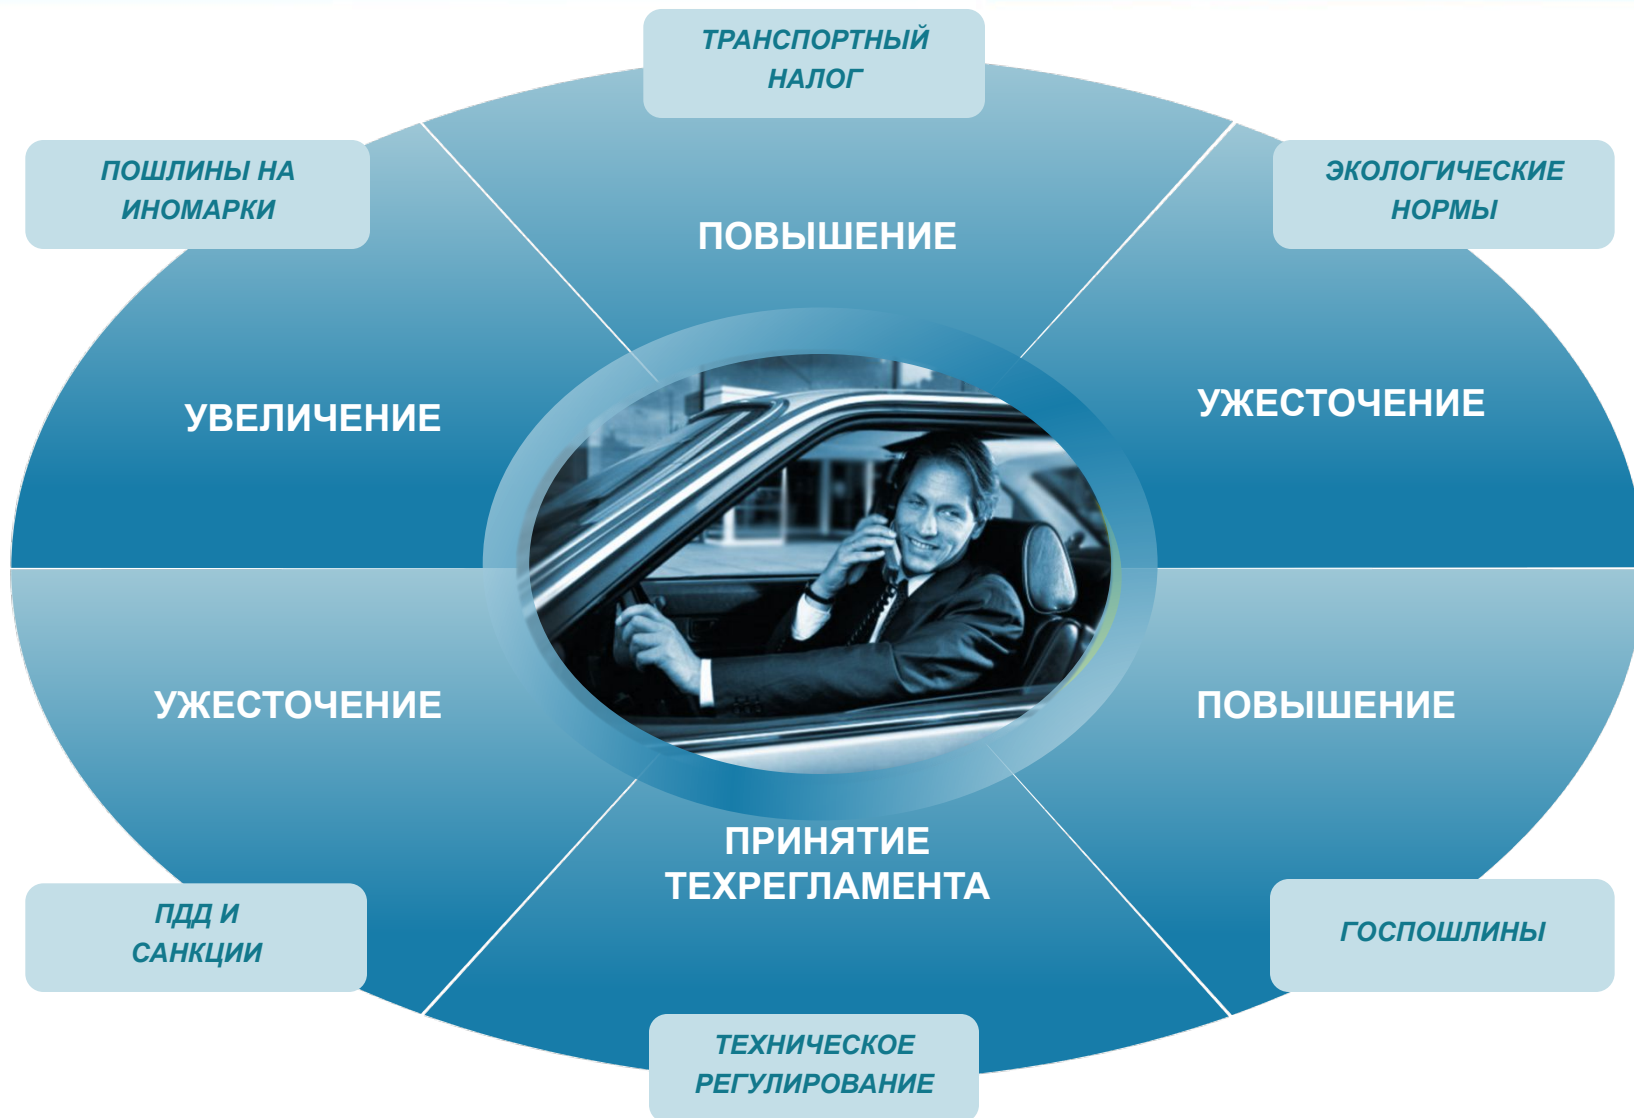 ТРАНСПОРТНЫЙ
НАЛОГ
ПОШЛИНЫ НА
ИНОМАРКИ
ЭКОЛОГИЧЕСКИЕ
НОРМЫ
ПОВЫШЕНИЕ
УВЕЛИЧЕНИЕ
УЖЕСТОЧЕНИЕ
УЖЕСТОЧЕНИЕ
ПОВЫШЕНИЕ
ПРИНЯТИЕ
ТЕХРЕГЛАМЕНТА
ПДД И
САНКЦИИ
ГОСПОШЛИНЫ
ТЕХНИЧЕСКОЕ
РЕГУЛИРОВАНИЕ